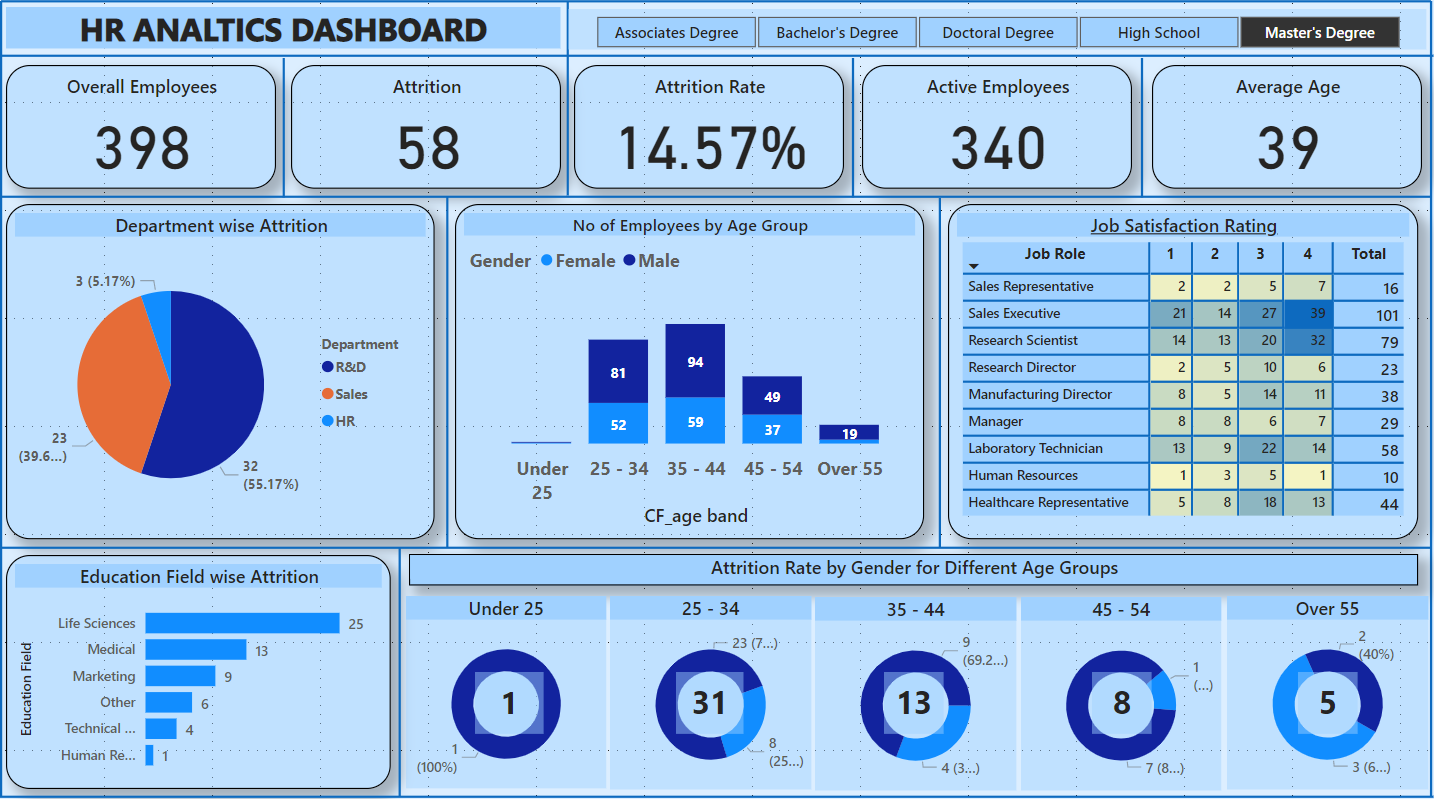 HR ANALTICS DASHBOARD
Associates Degree
Bachelor's Degree
Doctoral Degree
High School
Master's Degree
Overall Employees
398
Attrition
58
Attrition Rate
14.57%
Active Employees
340
Average Age
39
Department wise Attrition
3 (5.17%)
23
(39.6...)
32
(55.17%)
Department
R&D
Sales
HR
No of Employees by Age Group
Gender Female Male
81
52
94
59
49
37
19
Under
25
25 - 34
35 - 44
45 - 54
Over 55
CF_age band
Job Satisfaction Rating
Job Role 1 2 3 4 Total
Sales Representative 2 2 5 7 16
Sales Executive 21 14 27 39 101
Research Scientist 14 13 20 32 79
Research Director 2 5 10 6 23
Manufacturing Director 8 5 14 11 38
Manager 8 8 6 7 29
Laboratory Technician 13 9 22 14 58
Human Resources 1 3 5 1 10
Healthcare Representative 5 8 18 13 44
Education Field wise Attrition
Education Field
Life Sciences 25
Medical 13
Marketing 9
Other 6
Technical ... 4
Human Re... 1
Attrition Rate by Gender for Different Age Groups
Under 25
1
1
(100%)
25 - 34
23 (7...)
31
8
(25...)
35 - 44
9
(69.2...)
13
4 (3...)
45 - 54
1
(...)
8
7 (8...)
Over 55
2
(40%)
5
3 (6...)